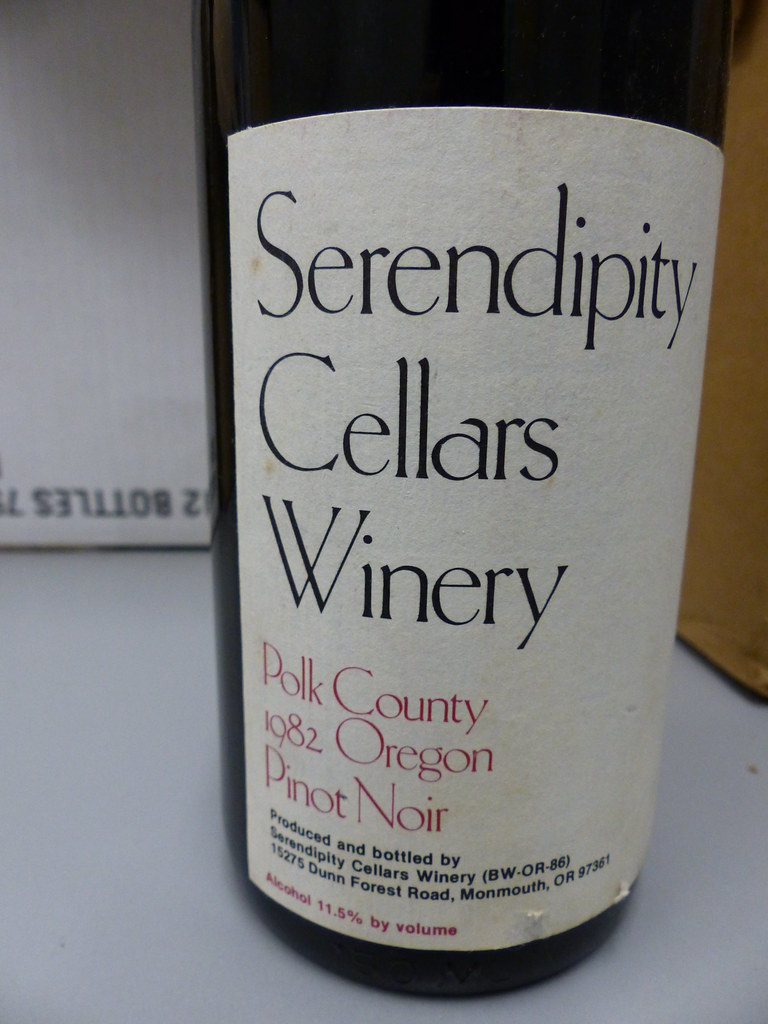 Serendipity
Cellars
Winery
Polk County
1982 Oregon
Pinot Noir
Produced and bottled by
Serendipity Cellars Winery (BW-OR-86)
15275 Dunn Forest Road, Monmouth, OR 97361
Alcohol 11.5% by volume
12 BOTTLES